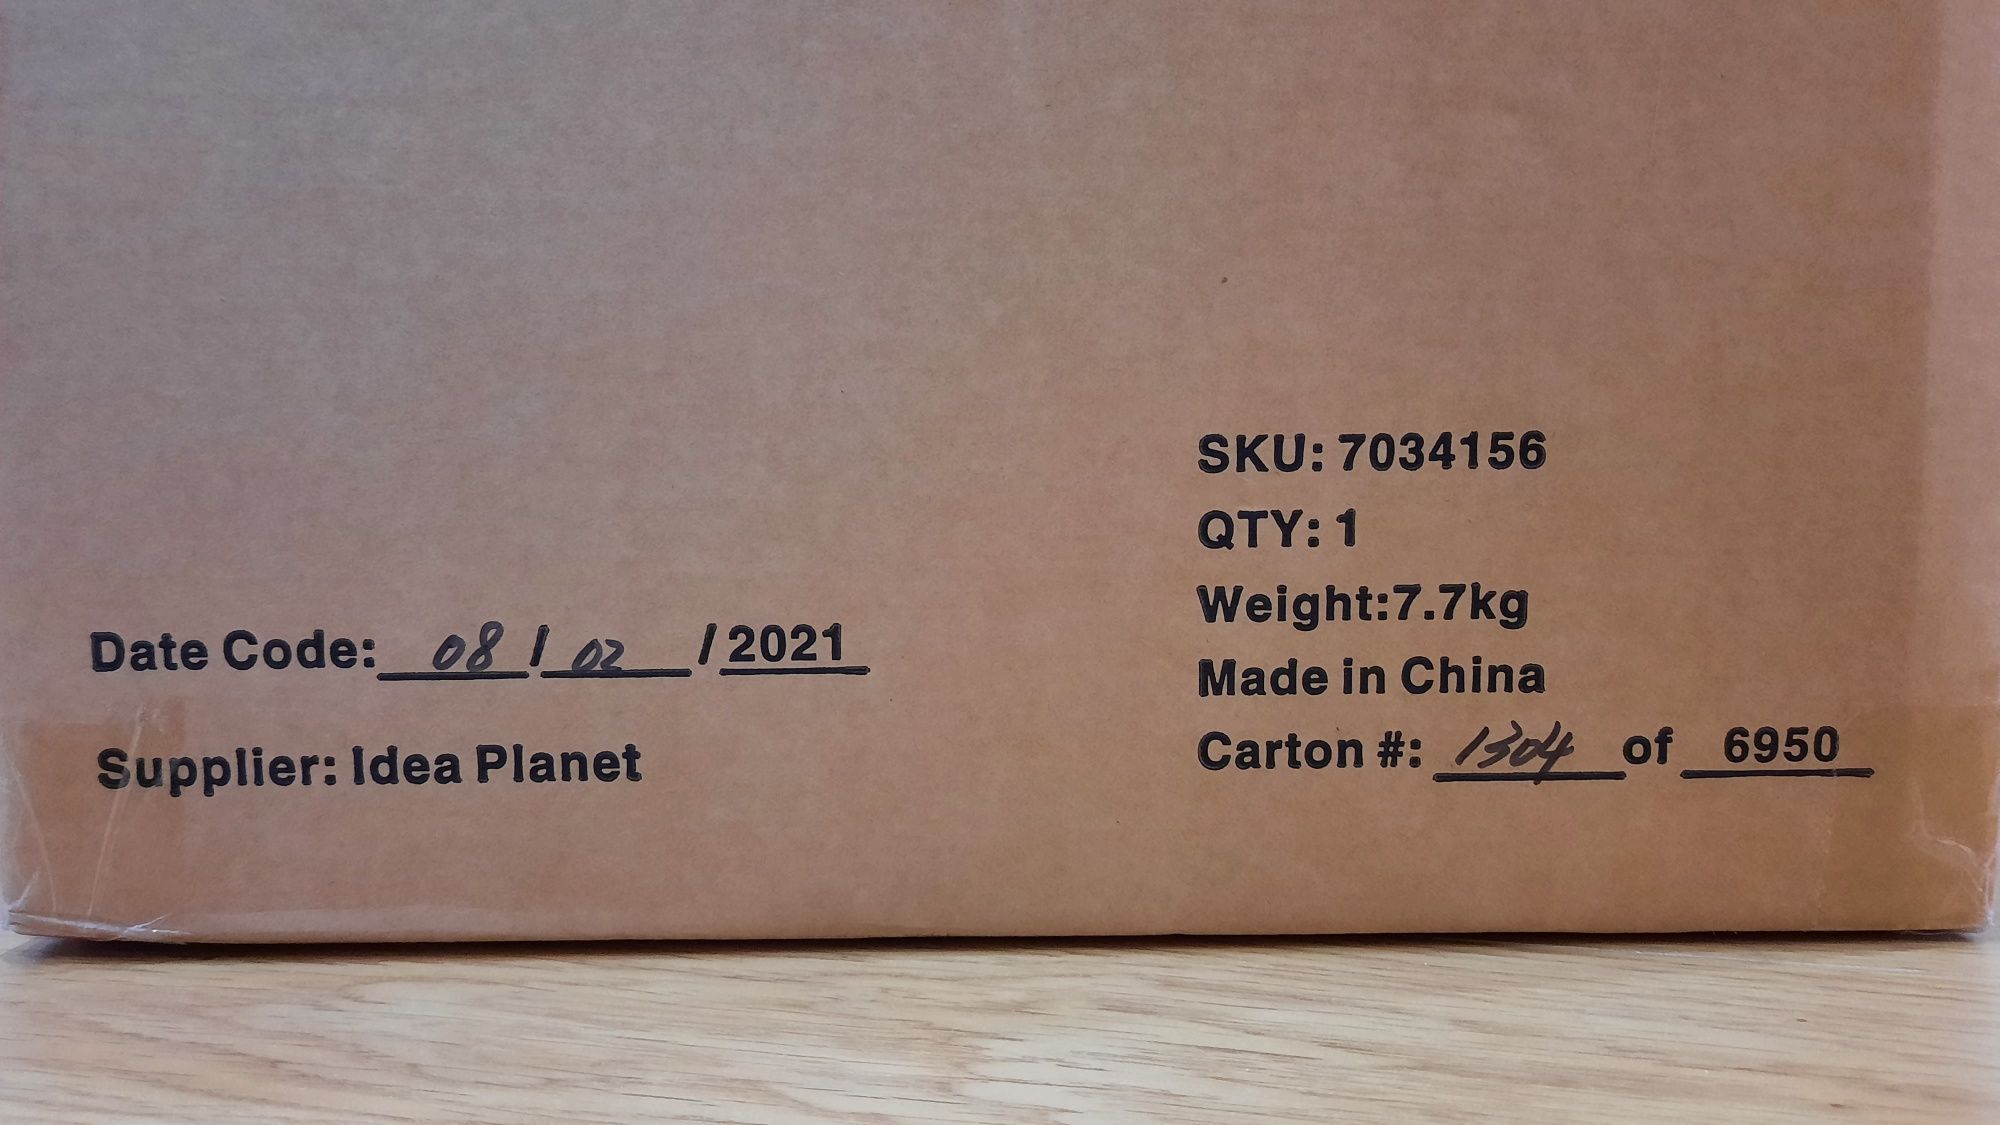 Date Code: 08 / 02 / 2021
Supplier: Idea Planet
SKU: 7034156
QTY: 1
Weight:7.7kg
Made in China
Carton #: 1304 of 6950